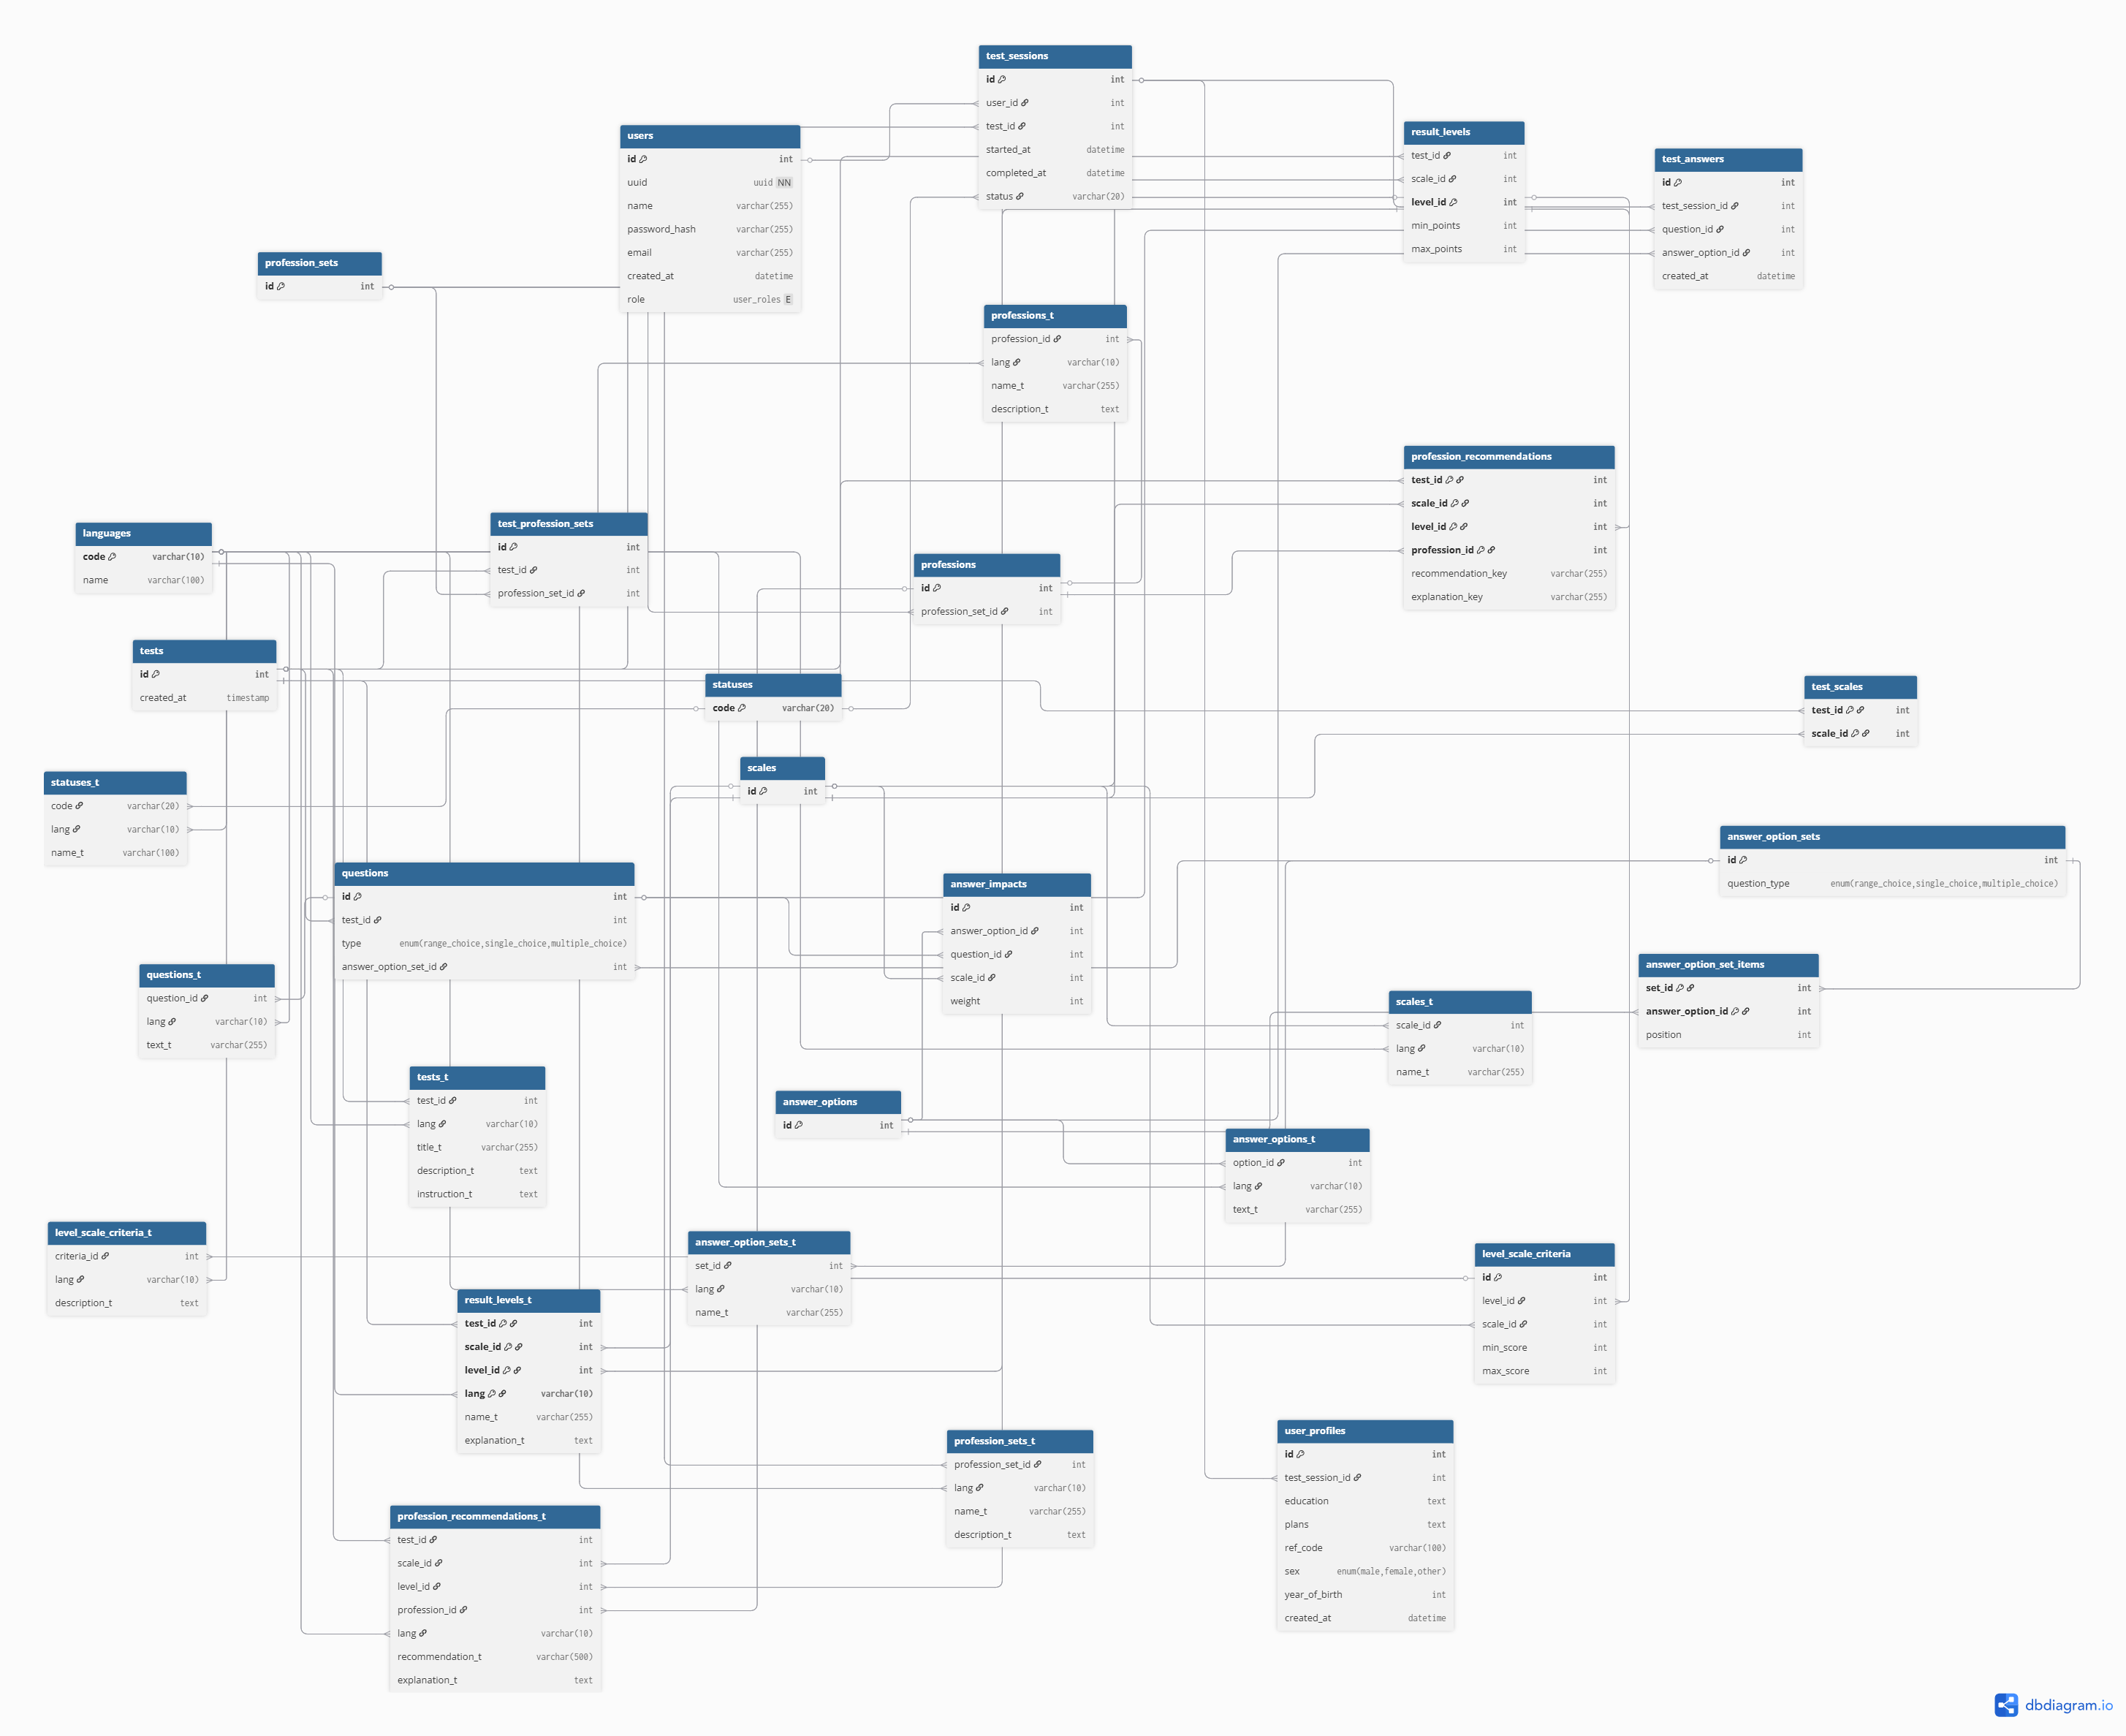 test_sessions
id int
user_id int
test_id int
started_at datetime
completed_at datetime
status varchar(20)
users
id int
uuid uuid NN
name varchar(255)
password_hash varchar(255)
email varchar(255)
created_at datetime
role user_roles E
result_levels
test_id int
scale_id int
level_id int
min_points int
max_points int
test_answers
id int
test_session_id int
question_id int
answer_option_id int
created_at datetime
profession_sets
id int
professions_t
profession_id int
lang varchar(10)
name_t varchar(255)
description_t text
profession_recommendations
test_id int
scale_id int
level_id int
profession_id int
recommendation_key varchar(255)
explanation_key varchar(255)
languages
code varchar(10)
name varchar(100)
test_profession_sets
id int
test_id int
profession_set_id int
professions
id int
profession_set_id int
tests
id int
created_at timestamp
statuses
code varchar(20)
test_scales
test_id int
scale_id int
statuses_t
code varchar(20)
lang varchar(10)
name_t varchar(100)
scales
id int
answer_option_sets
id int
question_type enum(range_choice,single_choice,multiple_choice)
questions
id int
test_id int
type enum(range_choice,single_choice,multiple_choice)
answer_option_set_id int
answer_impacts
id int
answer_option_id int
question_id int
scale_id int
weight int
questions_t
question_id int
lang varchar(10)
text_t varchar(255)
answer_option_set_items
set_id int
answer_option_id int
position int
scales_t
scale_id int
lang varchar(10)
name_t varchar(255)
tests_t
test_id int
lang varchar(10)
title_t varchar(255)
description_t text
instruction_t text
answer_options
id int
answer_options_t
option_id int
lang varchar(10)
text_t varchar(255)
level_scale_criteria_t
criteria_id int
lang varchar(10)
description_t text
answer_option_sets_t
set_id int
lang varchar(10)
name_t varchar(255)
level_scale_criteria
id int
level_id int
scale_id int
min_score int
max_score int
result_levels_t
test_id int
scale_id int
level_id int
lang varchar(10)
name_t varchar(255)
explanation_t text
profession_sets_t
profession_set_id int
lang varchar(10)
name_t varchar(255)
description_t text
user_profiles
id int
test_session_id int
education text
plans text
ref_code varchar(100)
sex enum(male,female,other)
year_of_birth int
created_at datetime
profession_recommendations_t
test_id int
scale_id int
level_id int
profession_id int
lang varchar(10)
recommendation_t varchar(500)
explanation_t text
dbdiagram.io